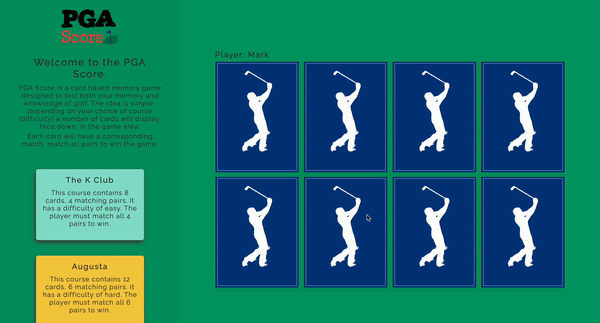 PGA
Score
Welcome to the PGA
Score.
PGA Score is a card based memory game
designed to test both your memory and
knowledge of golf. The idea is simple,
depending on your choice of course
(difficulty) a number of cards will display
face down, in the game area.
Each card will have a corresponding
match, match all pairs to win the game.
The K Club
This course contains 8
cards, 4 matching pairs. It
has a difficulty of easy. The
player must match all 4
pairs to win.
Augusta
This course contains 12
cards, 6 matching pairs. It
has a difficulty of hard. The
player must match all 6
pairs to win.
Player: Mark